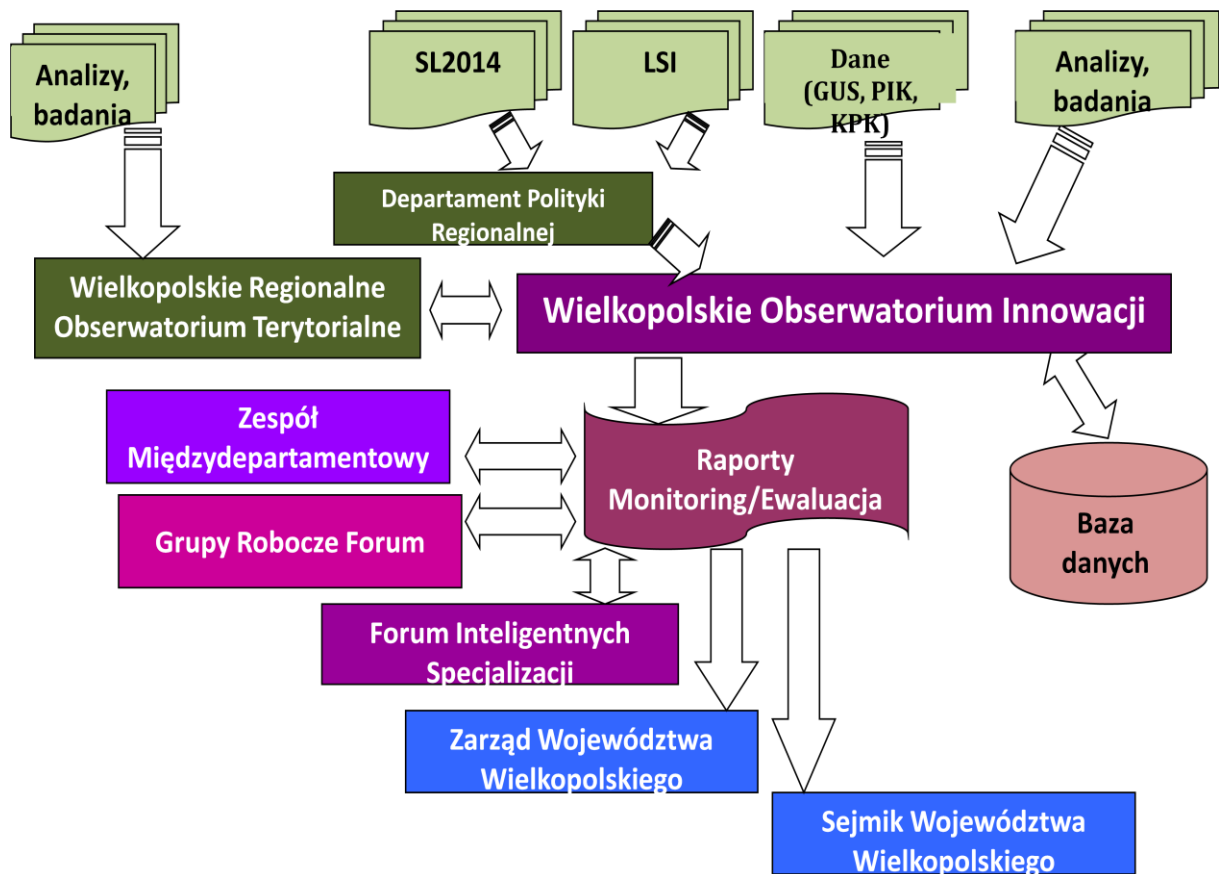 Analizy,
badania
SL2014
LSI
Dane
(GUS, PIK,
KPK)
Analizy,
badania
Departament Polityki
Regionalnej
Wielkopolskie Regionalne
Obserwatorium Terytorialne
Wielkopolskie Obserwatorium Innowacji
Zespół
Międzydepartamentowy
Raporty
Monitoring/Ewaluacja
Grupy Robocze Forum
Baza
danych
Forum Inteligentnych
Specjalizacji
Zarząd Województwa
Wielkopolskiego
Sejmik Województwa
Wielkopolskiego